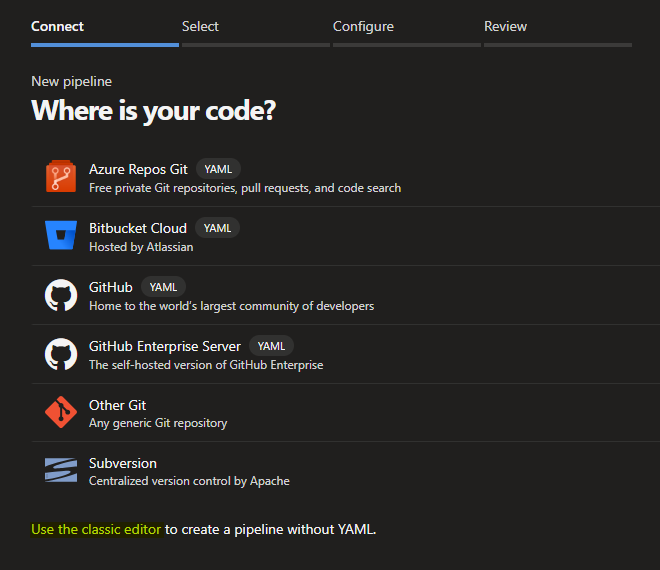 Connect Select Configure Review
New pipeline
Where is your code?
Azure Repos Git YAML
Free private Git repositories, pull requests, and code search
Bitbucket Cloud YAML
Hosted by Atlassian
GitHub YAML
Home to the world's largest community of developers
GitHub Enterprise Server YAML
The self-hosted version of GitHub Enterprise
Other Git
Any generic Git repository
Subversion
Centralized version control by Apache
Use the classic editor to create a pipeline without YAML.